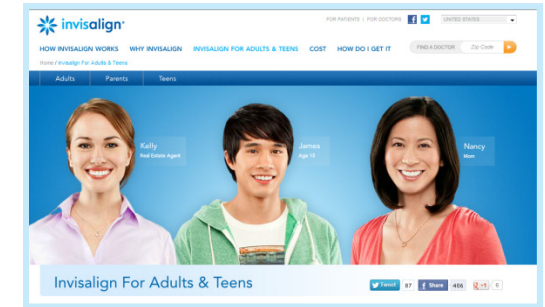 invisalign
FOR PATIENTS | FOR DOCTORS
UNITED STATES
HOW INVISALIGN WORKS WHY INVISALIGN INVISALIGN FOR ADULTS & TEENS COST HOW DO I GET IT
FIND A DOCTOR Zip Code
Home / Invisalign For Adults & Teens
Adults Parents Teens
Kelly
Real Estate Agent
James
Age 15
Nancy
Mom
Invisalign For Adults & Teens
Tweet 87 Share 406 +1 6